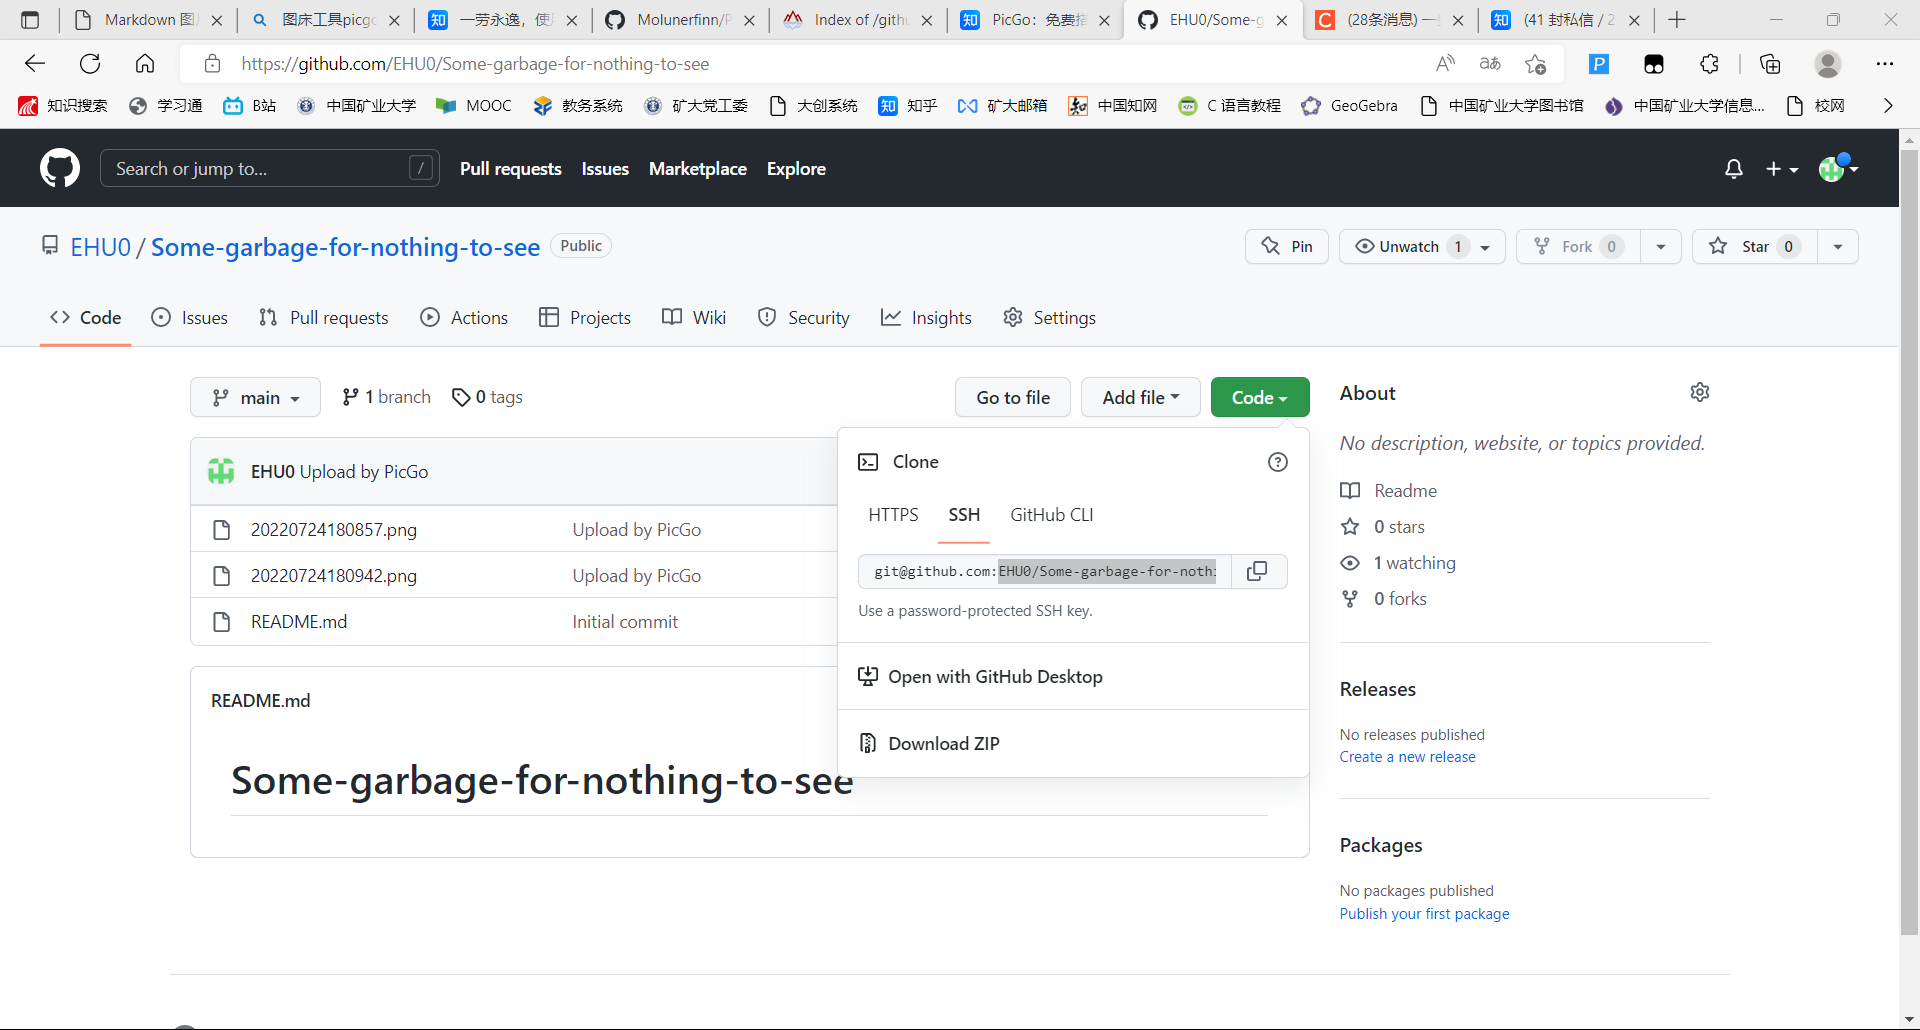 Markdown 图 图床工具picgo 一劳永逸，使用 Molunerfinn/P Index of /githu PicGo：免费搭 EHU0/Some-g (28条消息) 一 (41 封私信 / 2
https://github.com/EHU0/Some-garbage-for-nothing-to-see
知识搜索 学习通 B站 中国矿业大学 MOOC 教务系统 矿大党工委 大创系统 知乎 矿大邮箱 中国知网 C 语言教程 GeoGebra 中国矿业大学图书馆 中国矿业大学信息... 校网
Search or jump to... / Pull requests Issues Marketplace Explore
EHU0 / Some-garbage-for-nothing-to-see Public Pin Unwatch 1 Fork 0 Star 0
Code Issues Pull requests Actions Projects Wiki Security Insights Settings
main 1 branch 0 tags Go to file Add file Code
EHU0 Upload by PicGo
20220724180857.png Upload by PicGo
20220724180942.png Upload by PicGo
README.md Initial commit
README.md
Some-garbage-for-nothing-to-see
Clone
HTTPS SSH GitHub CLI
git@github.com:EHU0/Some-garbage-for-nothi
Use a password-protected SSH key.
Open with GitHub Desktop
Download ZIP
About
No description, website, or topics provided.
Readme
0 stars
1 watching
0 forks
Releases
No releases published
Create a new release
Packages
No packages published
Publish your first package